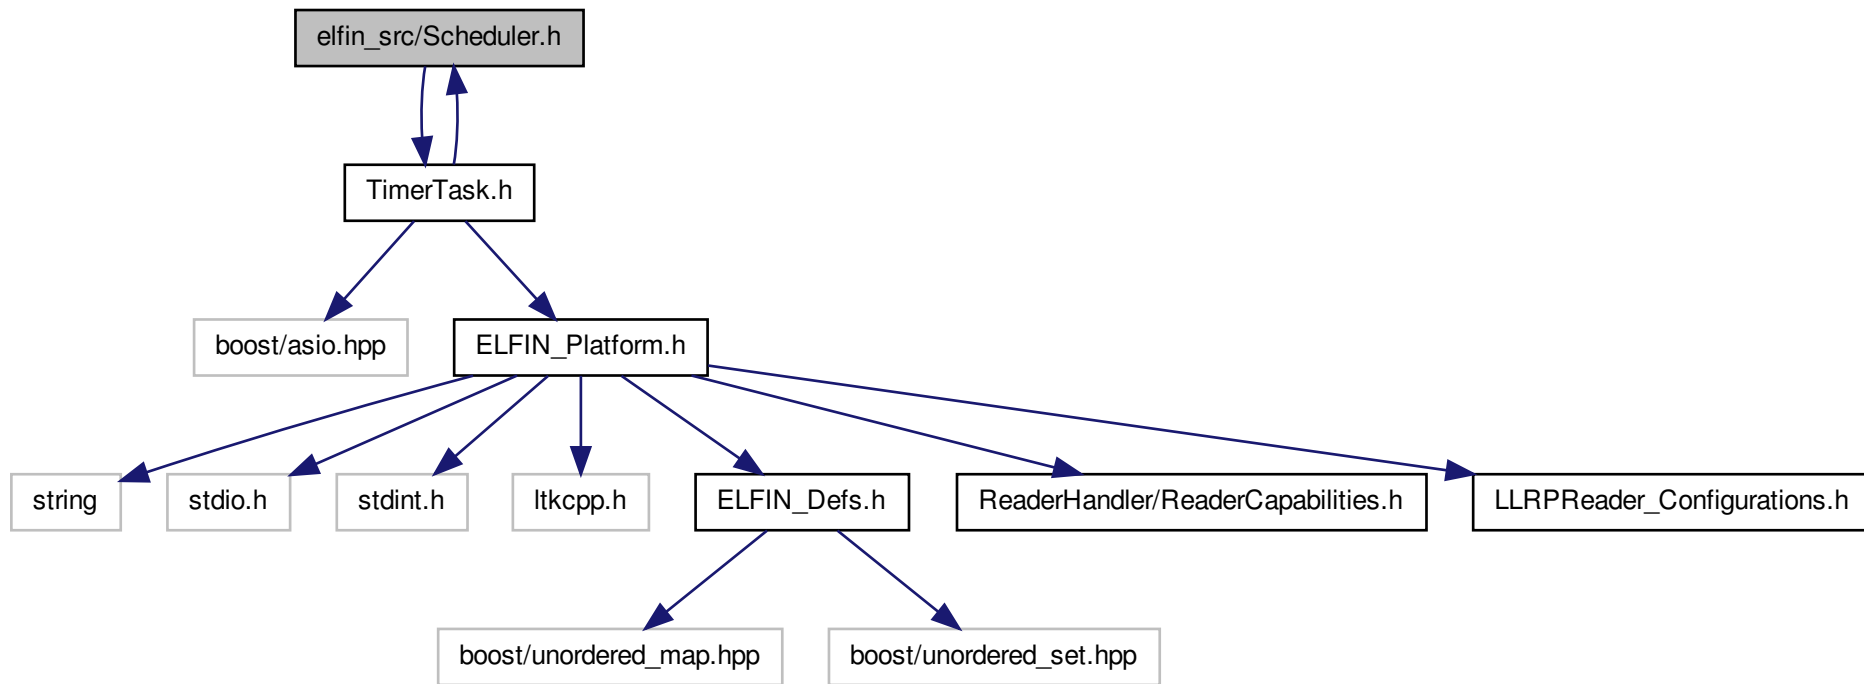 elfin_src/Scheduler.h
TimerTask.h
boost/asio.hpp
ELFIN_Platform.h
string
stdio.h
stdint.h
ltkcpp.h
ELFIN_Defs.h
ReaderHandler/ReaderCapabilities.h
LLRPReader_Configurations.h
boost/unordered_map.hpp
boost/unordered_set.hpp